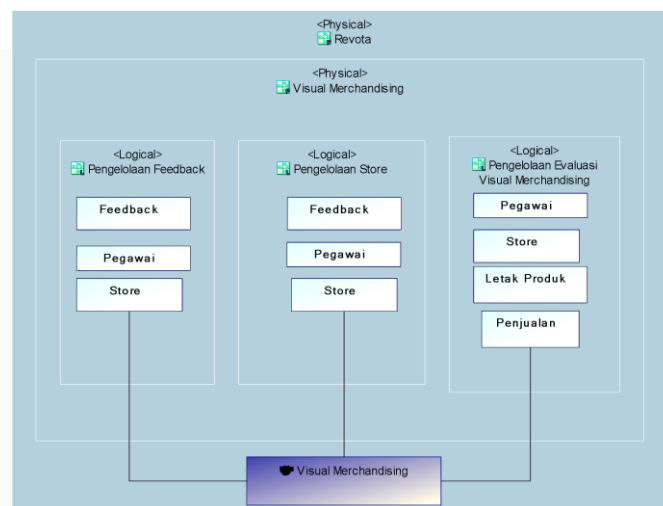 <Physical>
Revota
<Physical>
Visual Merchandising
<Logical>
Pengelolaan Feedback
Feedback
Pegawai
Store
<Logical>
Pengelolaan Store
Feedback
Pegawai
Store
<Logical>
Pengelolaan Evaluasi
Visual Merchandising
Pegawai
Store
Letak Produk
Penjualan
Visual Merchandising